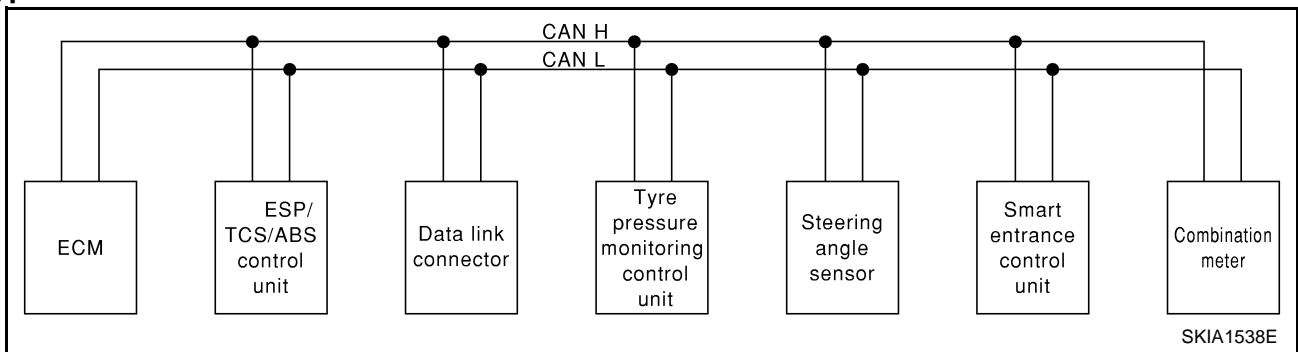 CAN H
CAN L
ECM
ESP/
TCS/ABS
control
unit
Data link
connector
Tyre
pressure
monitoring
control
unit
Steering
angle
sensor
Smart
entrance
control
unit
Combination
meter
SKIA1538E